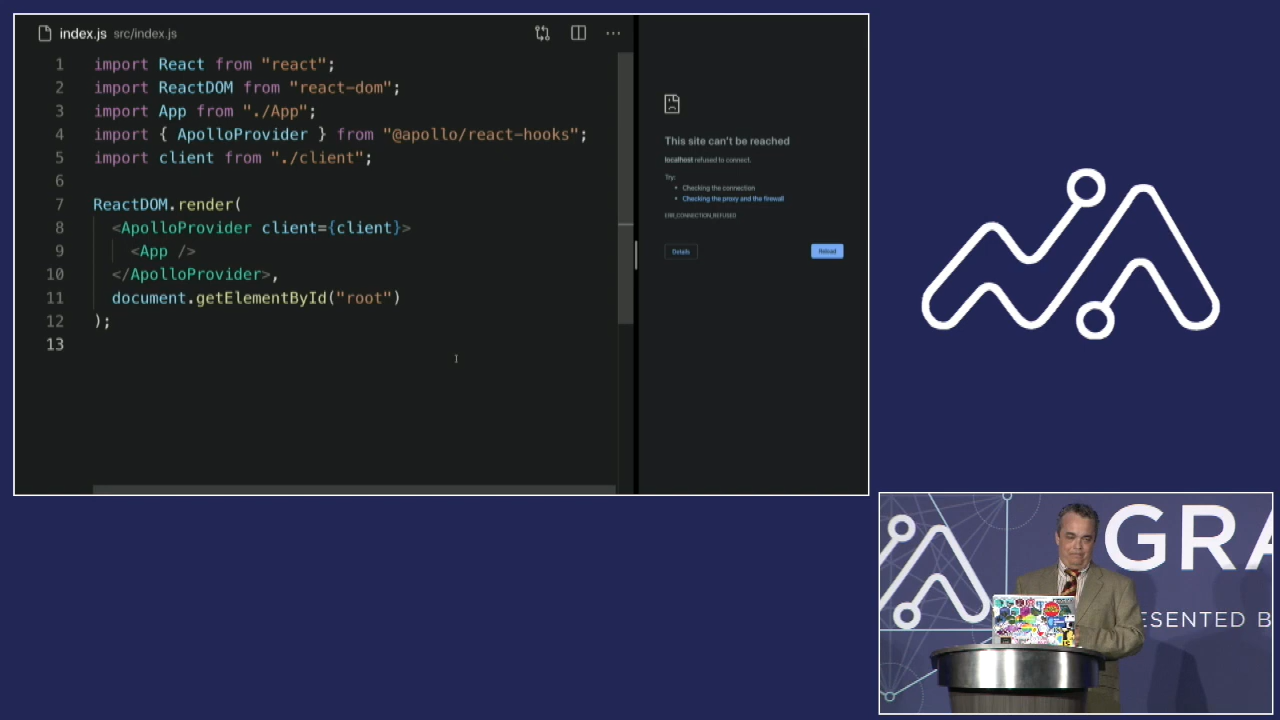 index.js src/index.js
1 import React from "react";
2 import ReactDOM from "react-dom";
3 import App from "./App";
4 import { ApolloProvider } from "@apollo/react-hooks";
5 import client from "./client";
6
7 ReactDOM.render(
8 <ApolloProvider client={client}>
9 <App />
10 </ApolloProvider>,
11 document.getElementById("root")
12 );
13
This site can't be reached
localhost refused to connect.
Try:
• Checking the connection
• Checking the proxy and the firewall
ERR_CONNECTION_REFUSED
Details
Reload
GRA
ESENTED B